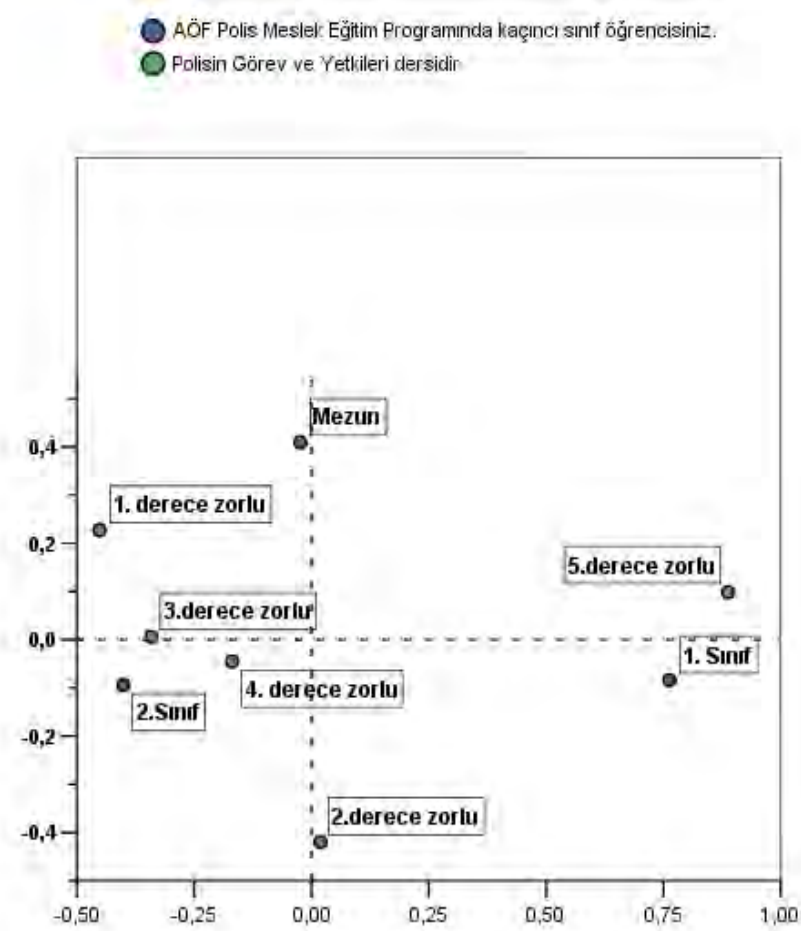 AÖF Polis Meslek Eğitim Programında kaçıncı sınıf öğrencisiniz.
Polisin Görev ve Yetkileri dersidir
Mezun
0,4
1. derece zorlu
0,2
5.derece zorlu
3.derece zorlu
0,0
1. Sınıf
4. derece zorlu
2.Sınıf
-0,2
2.derece zorlu
-0,4
-0,50 -0,25 0,00 0,25 0,50 0,75 1,00